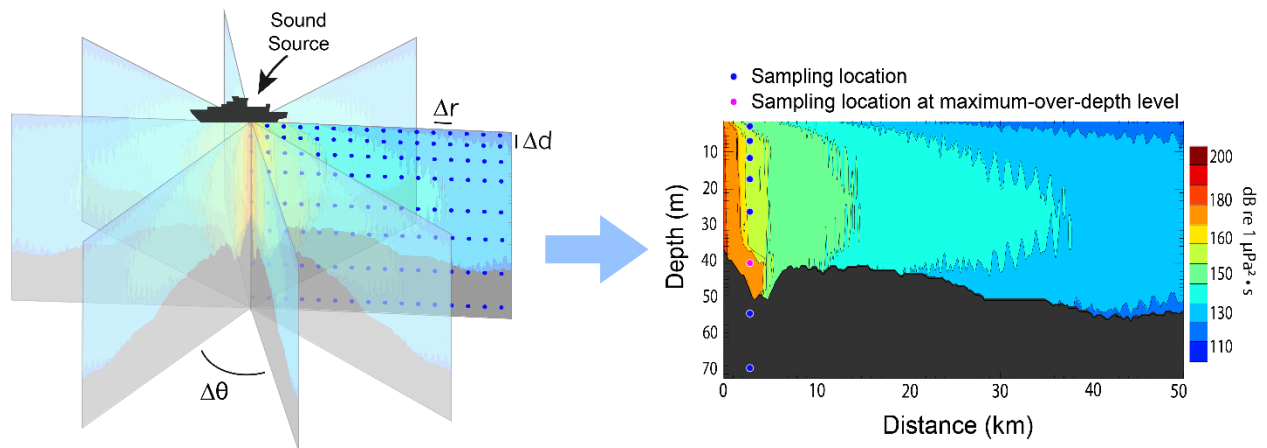 Sound
Source
Δr
Δd
Δθ
Sampling location
Sampling location at maximum-over-depth level
Depth (m)
10
20
30
40
50
60
70
0
10
20
30
40
50
Distance (km)
200
190
180
160
150
130
110
dB re 1 µPa²•s